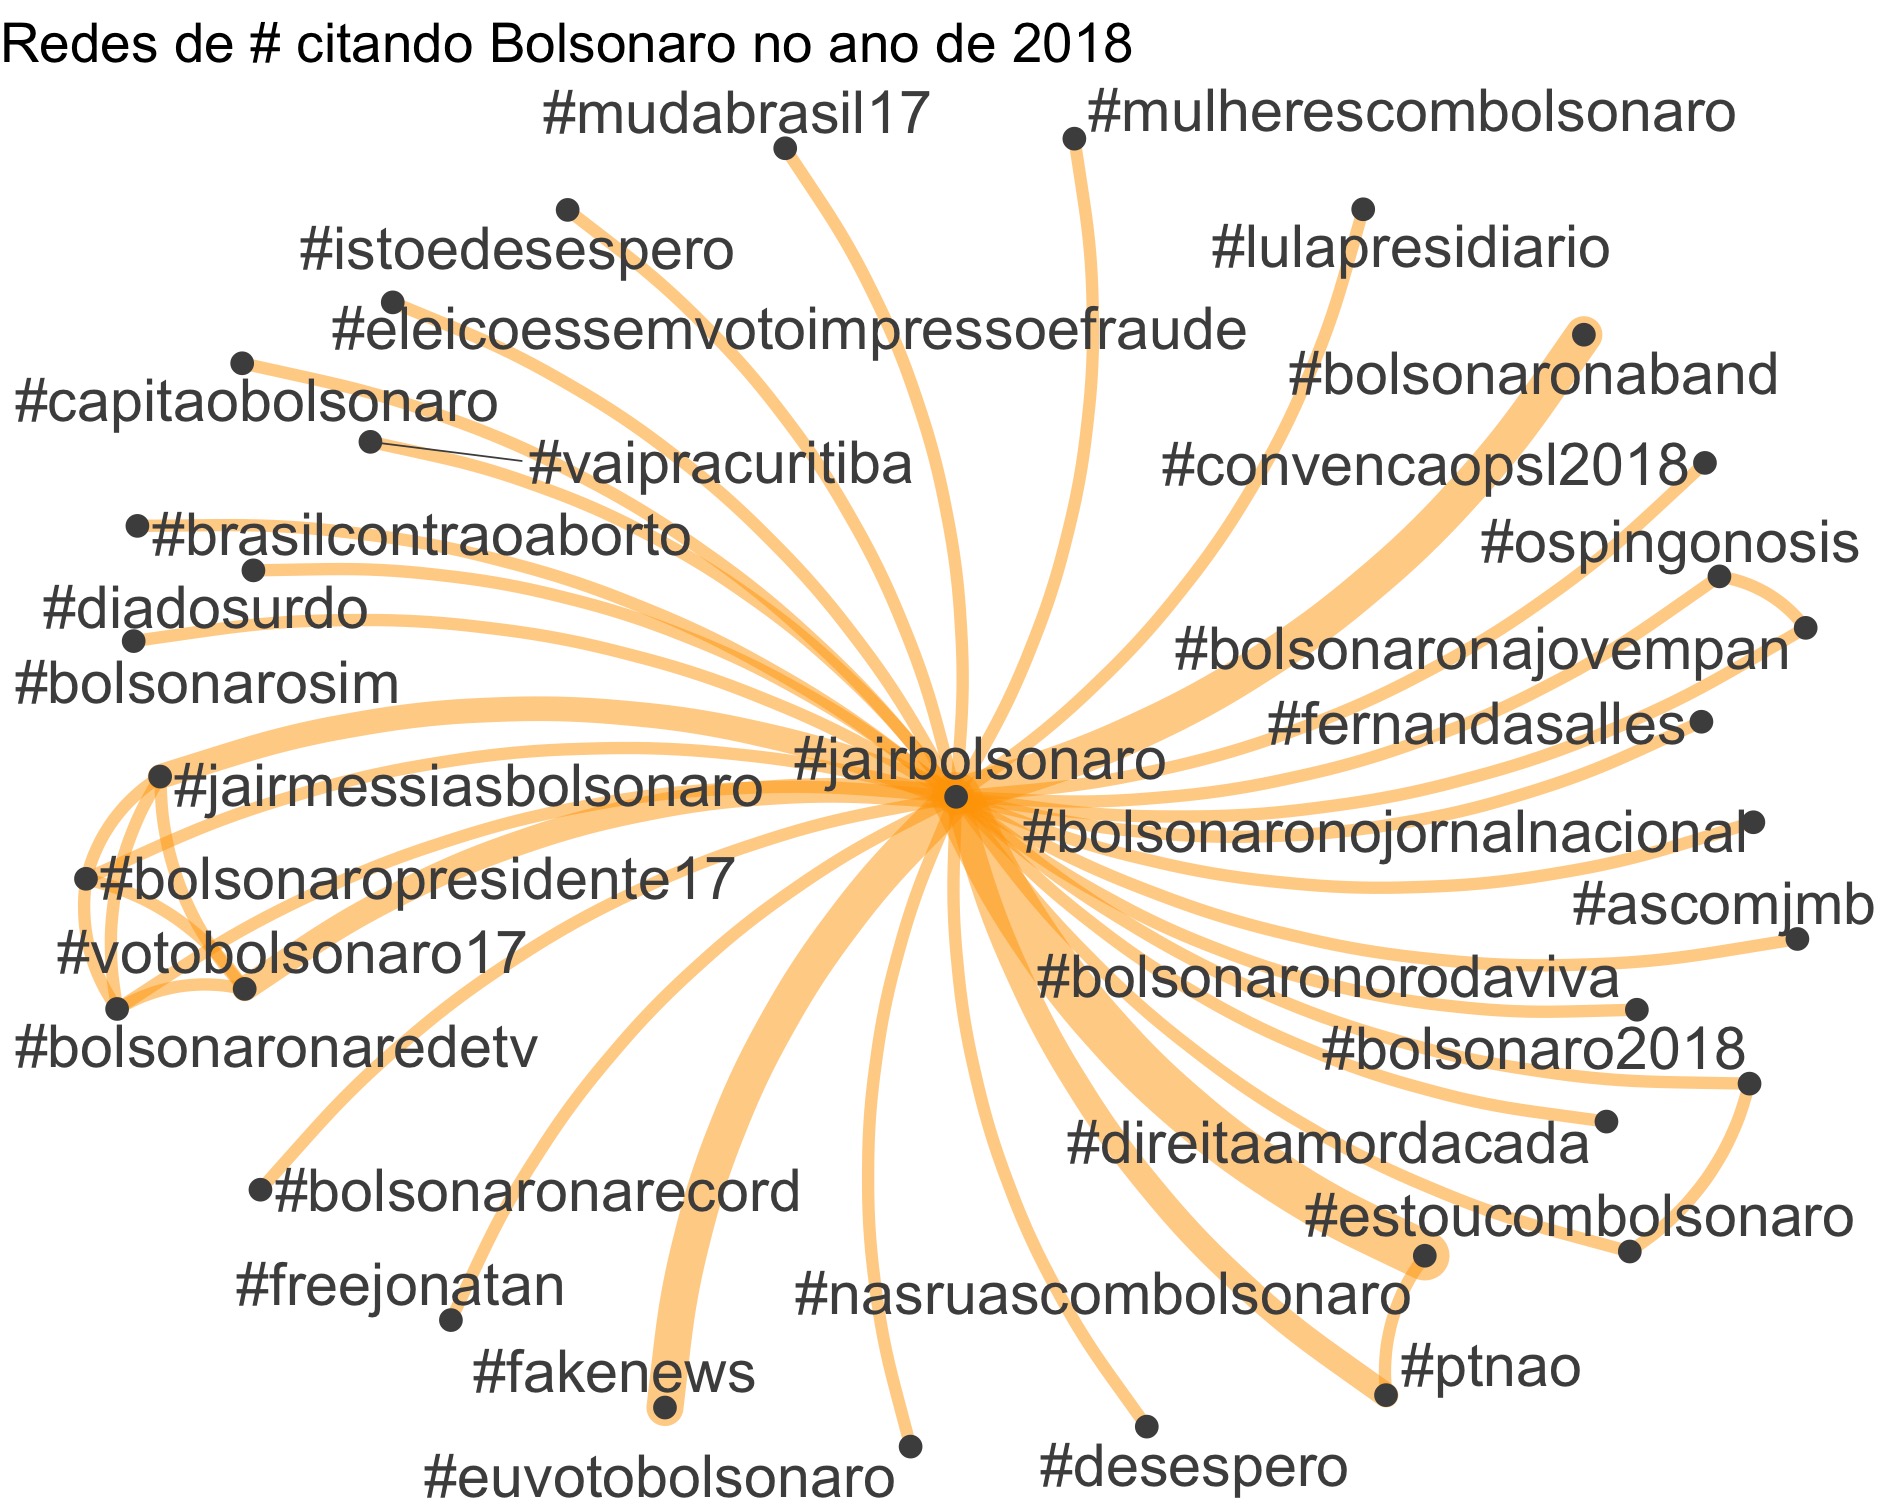 Redes de # citando Bolsonaro no ano de 2018
#mudabrasil17
#mulherescombolsonaro
#istoedesespero
#lulapresidiario
#eleicoessemvotoimpressoefraude
#bolsonaronaband
#capitaobolsonaro
#vaipracuritiba
#convencaopsl2018
#brasilcontraoaborto
#ospingonosis
#diadosurdo
#bolsonaronajovempan
#bolsonarosim
#fernandasalles
#jairbolsonaro
#jairmessiasbolsonaro
#bolsonaronojornalnacional
#bolsonaropresidente17
#ascomjmb
#votobolsonaro17
#bolsonaronorodaviva
#bolsonaronaredetv
#bolsonaro2018
#direitaamordacada
#bolsonaronarecord
#estoucombolsonaro
#freejonatan
#nasruascombolsonaro
#fakenews
#ptnao
#euvotobolsonaro
#desespero